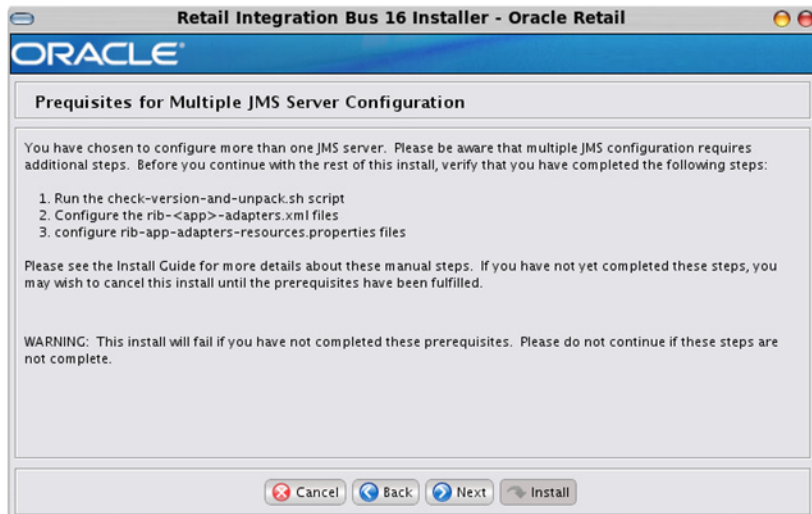 Retail Integration Bus 16 Installer - Oracle Retail
ORACLE®
Prequisites for Multiple JMS Server Configuration
You have chosen to configure more than one JMS server. Please be aware that multiple JMS configuration requires
additional steps. Before you continue with the rest of this install, verify that you have completed the following steps:
1. Run the check-version-and-unpack.sh script
2. Configure the rib-<app>-adapters.xml files
3. configure rib-app-adapters-resources.properties files
Please see the Install Guide for more details about these manual steps. If you have not yet completed these steps, you
may wish to cancel this install until the prerequisites have been fulfilled.
WARNING: This install will fail if you have not completed these prerequisites. Please do not continue if these steps are
not complete.
Cancel Back Next Install